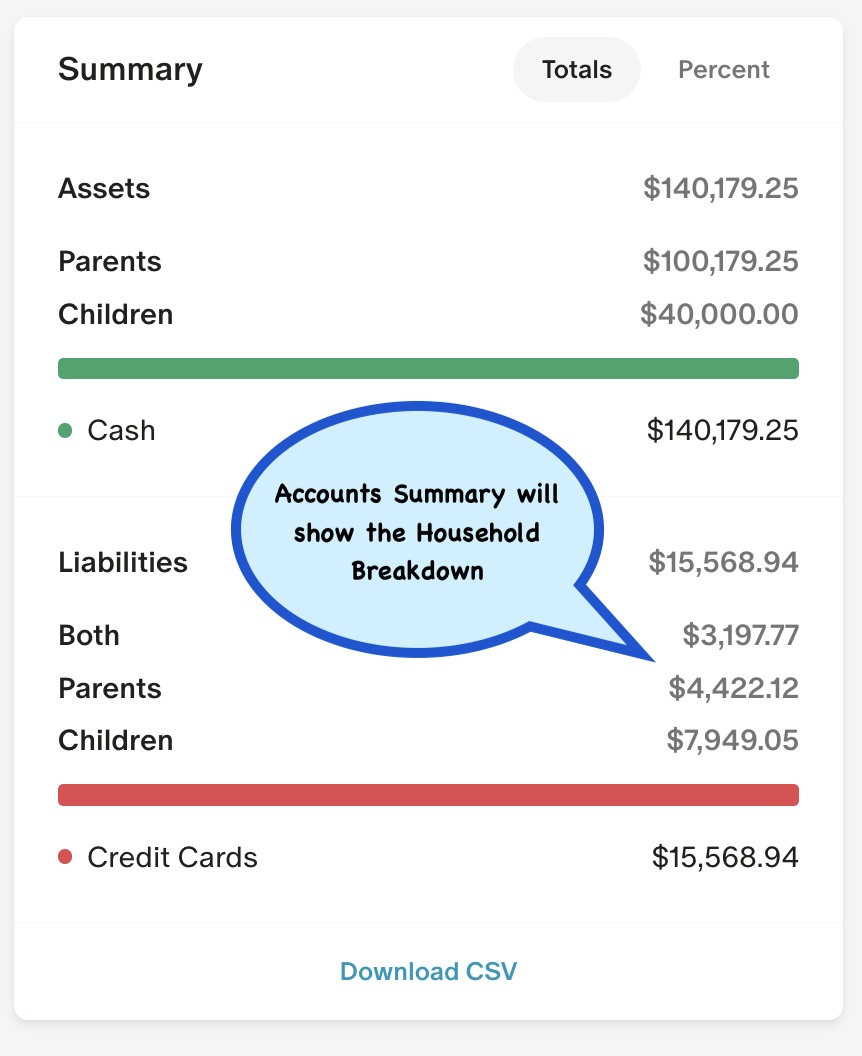 Summary
Totals
Percent
Assets $140,179.25
Parents $100,179.25
Children $40,000.00
Cash $140,179.25
Accounts Summary will
show the Household
Breakdown
Liabilities $15,568.94
Both $3,197.77
Parents $4,422.12
Children $7,949.05
Credit Cards $15,568.94
Download CSV